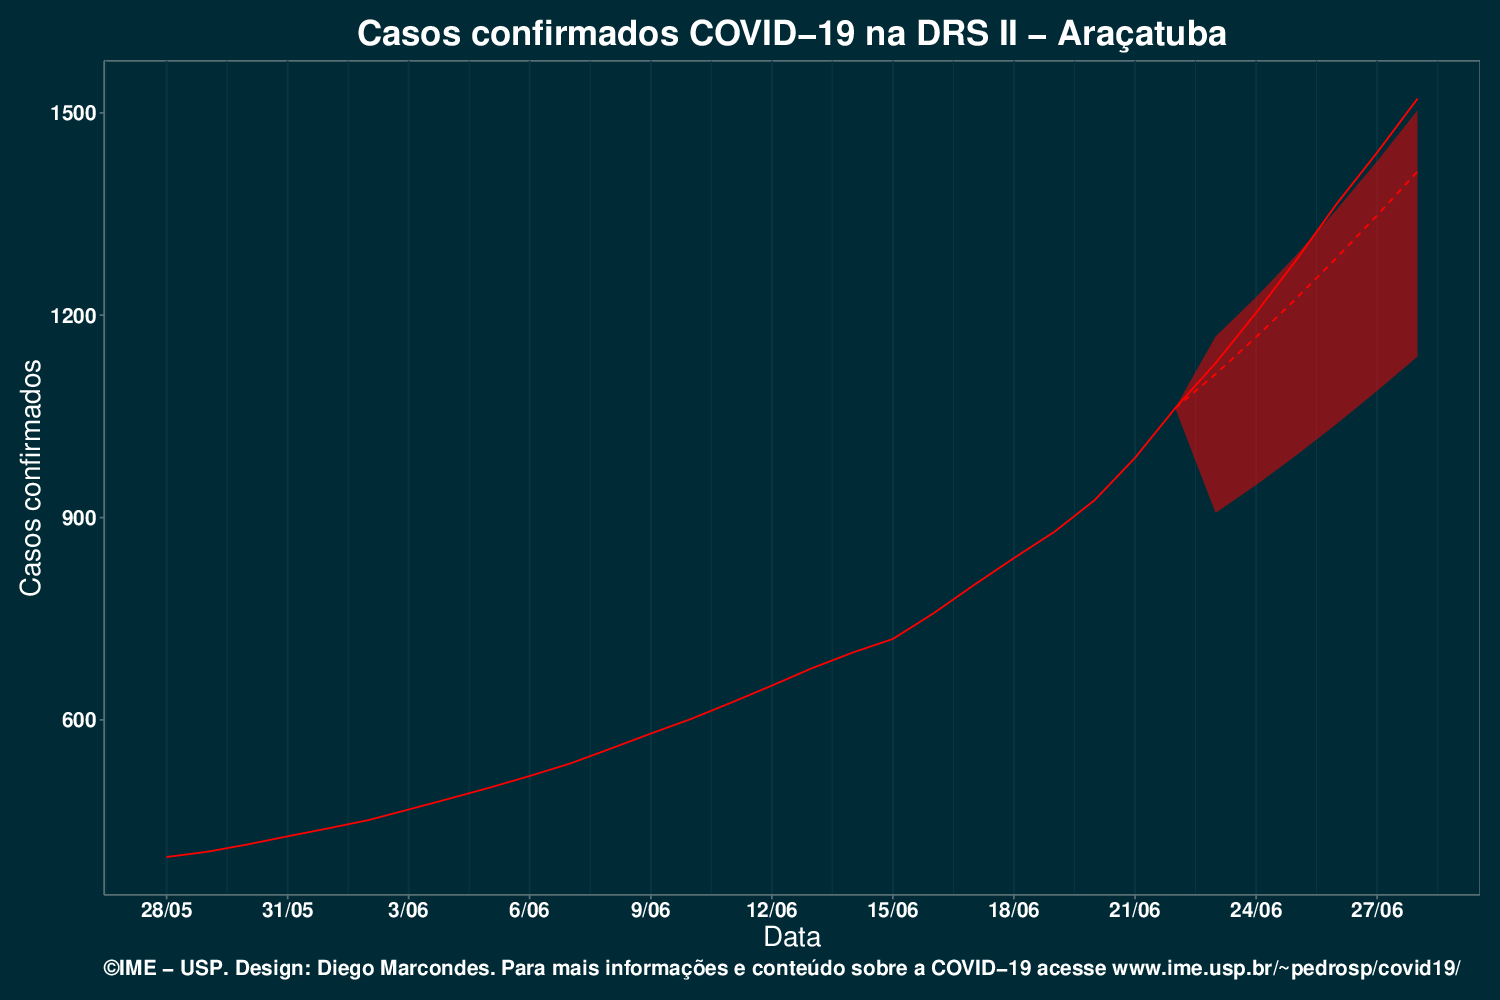 Casos confirmados COVID−19 na DRS II − Araçatuba
Casos confirmados
1500
1200
900
600
28/05 31/05 3/06 6/06 9/06 12/06 15/06 18/06 21/06 24/06 27/06
Data
©IME − USP. Design: Diego Marcondes. Para mais informações e conteúdo sobre a COVID−19 acesse www.ime.usp.br/~pedrosp/covid19/